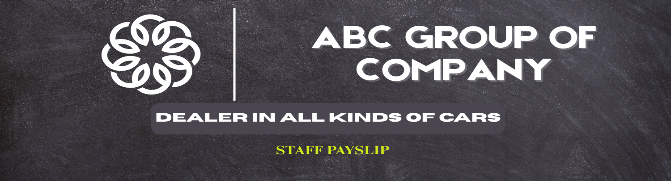 ABC GROUP OF
COMPANY
DEALER IN ALL KINDS OF CARS
STAFF PAYSLIP